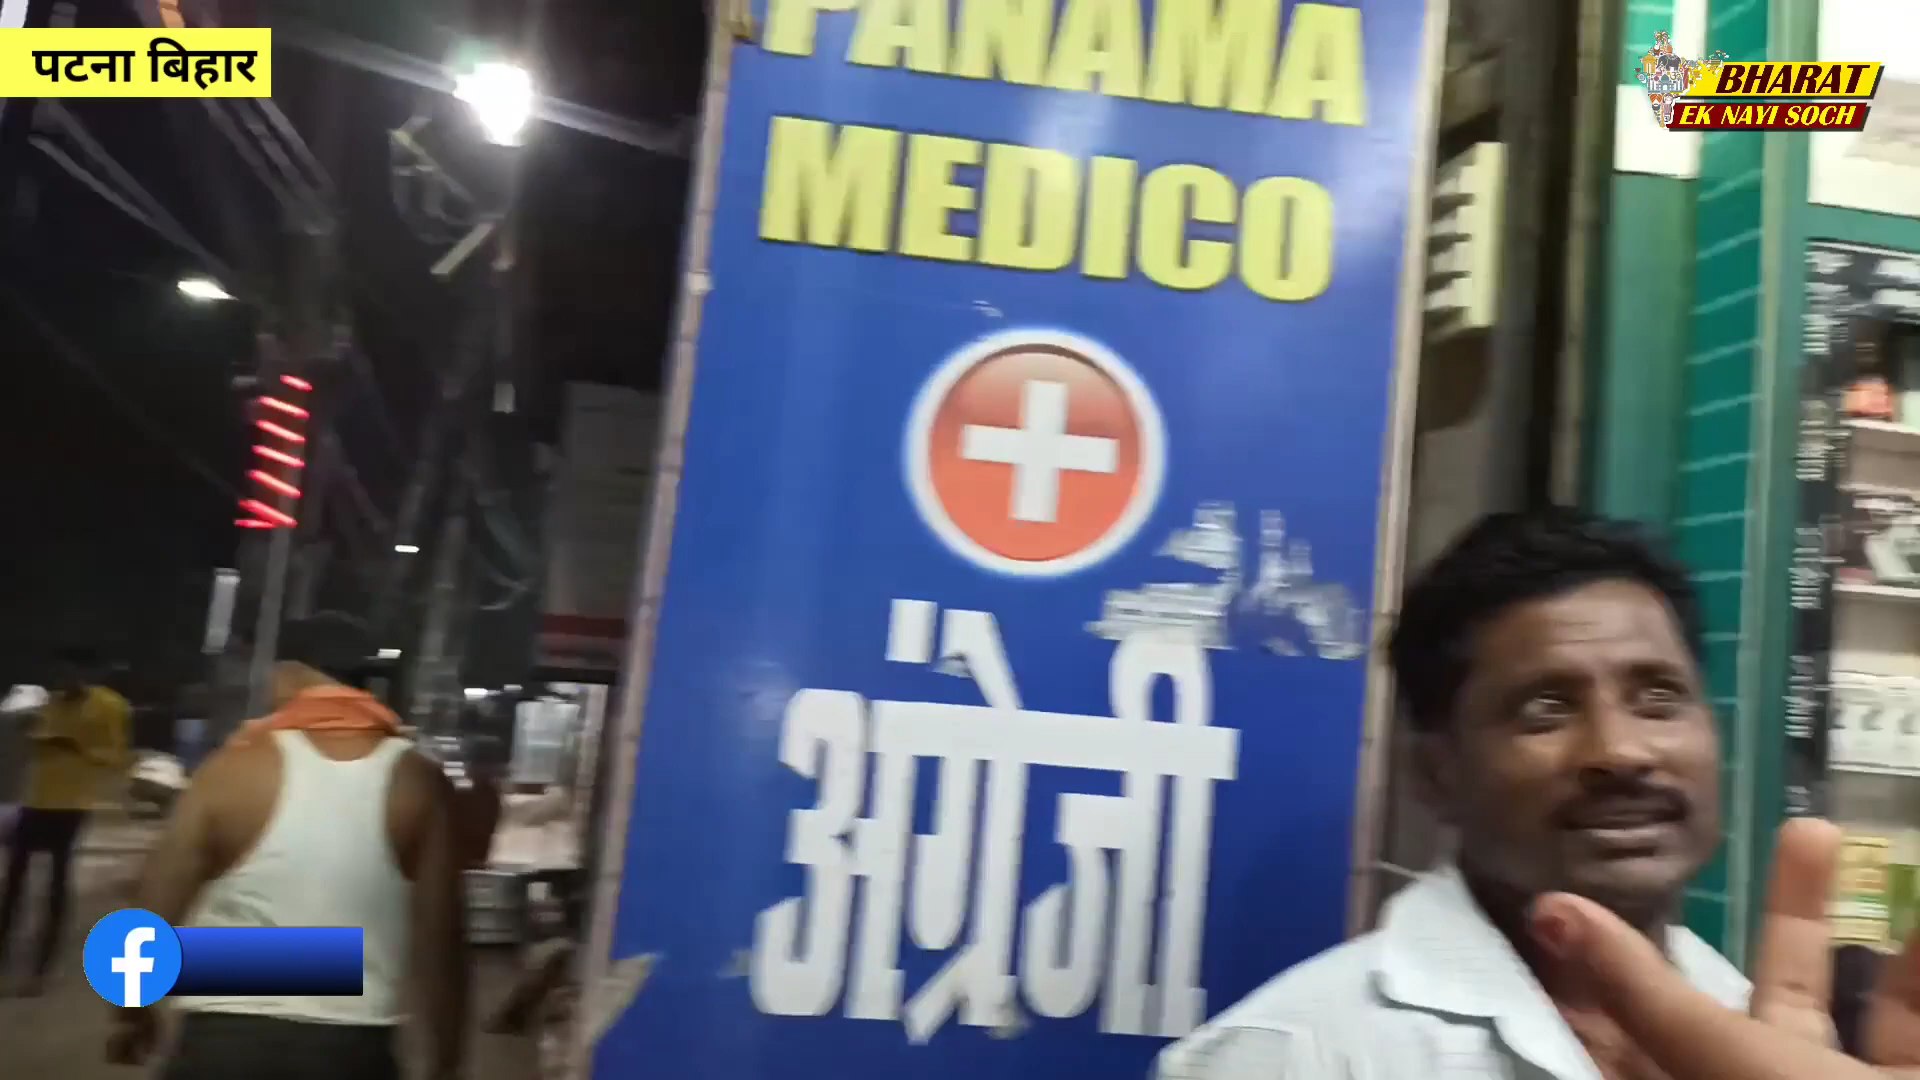 पटना बिहार
BHARAT
EK NAYI SOCH
PANAMA
MEDICO
अंग्रेजी